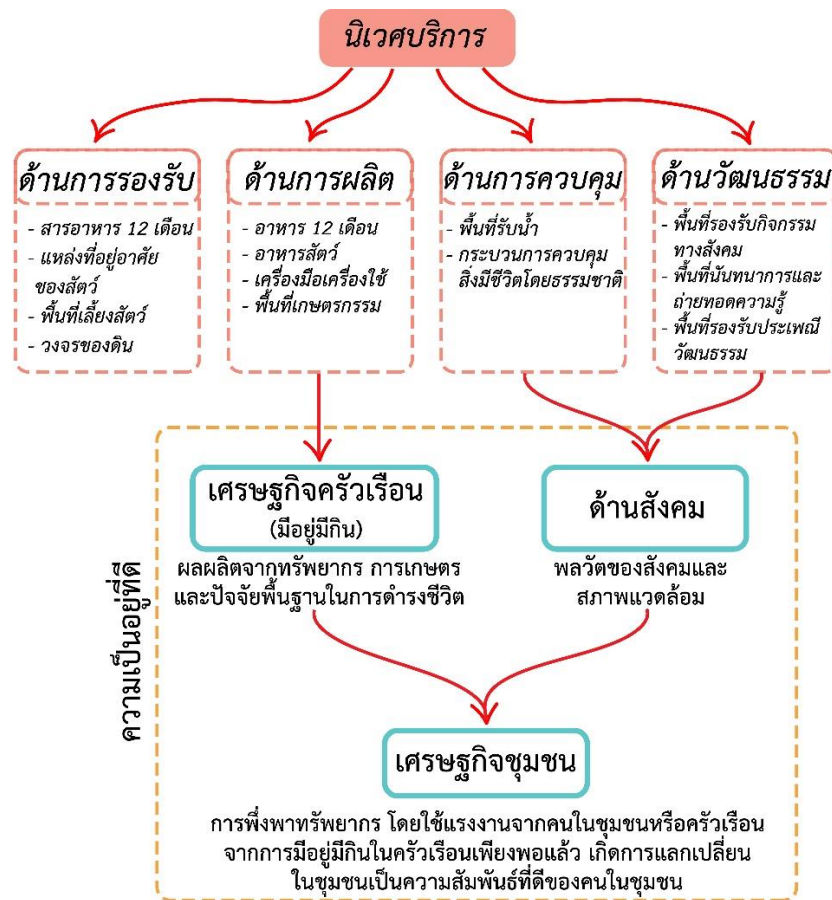 นิเวศบริการ
ด้านการรองรับ
- สารอาหาร 12 เดือน
- แหล่งที่อยู่อาศัย
ของสัตว์
- พื้นที่เลี้ยงสัตว์
- วงจรของดิน
ด้านการผลิต
- อาหาร 12 เดือน
- อาหารสัตว์
- เครื่องมือเครื่องใช้
- พื้นที่เกษตรกรรม
ด้านการควบคุม
- พื้นที่รับน้ำ
- กระบวนการควบคุม
สิ่งมีชีวิตโดยธรรมชาติ
ด้านวัฒนธรรม
- พื้นที่รองรับกิจกรรม
ทางสังคม
- พื้นที่นันทนาการและ
ถ่ายทอดความรู้
- พื้นที่รองรับประเพณี
วัฒนธรรม
ความเป็นอยู่ที่ดี
เศรษฐกิจครัวเรือน
(มีอยู่มีกิน)
ผลผลิตจากทรัพยากร การเกษตร
และปัจจัยพื้นฐานในการดำรงชีวิต
ด้านสังคม
พลวัตของสังคมและ
สภาพแวดล้อม
เศรษฐกิจชุมชน
การพึ่งพาทรัพยากร โดยใช้แรงงานจากคนในชุมชนหรือครัวเรือน
จากการมีอยู่มีกินในครัวเรือนเพียงพอแล้ว เกิดการแลกเปลี่ยน
ในชุมชนเป็นความสัมพันธ์ที่ดีของคนในชุมชน